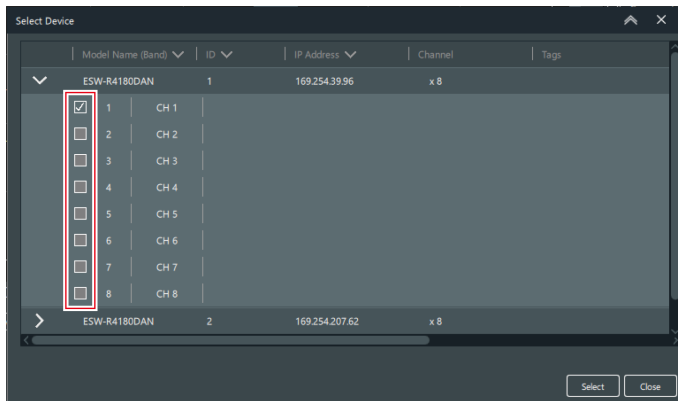 Select Device
Model Name (Band) ID IP Address Channel Tags
ESW-R4180DAN 1 169.254.39.96 x 8
1 CH 1
2 CH 2
3 CH 3
4 CH 4
5 CH 5
6 CH 6
7 CH 7
8 CH 8
ESW-R4180DAN 2 169.254.207.62 x 8
Select Close